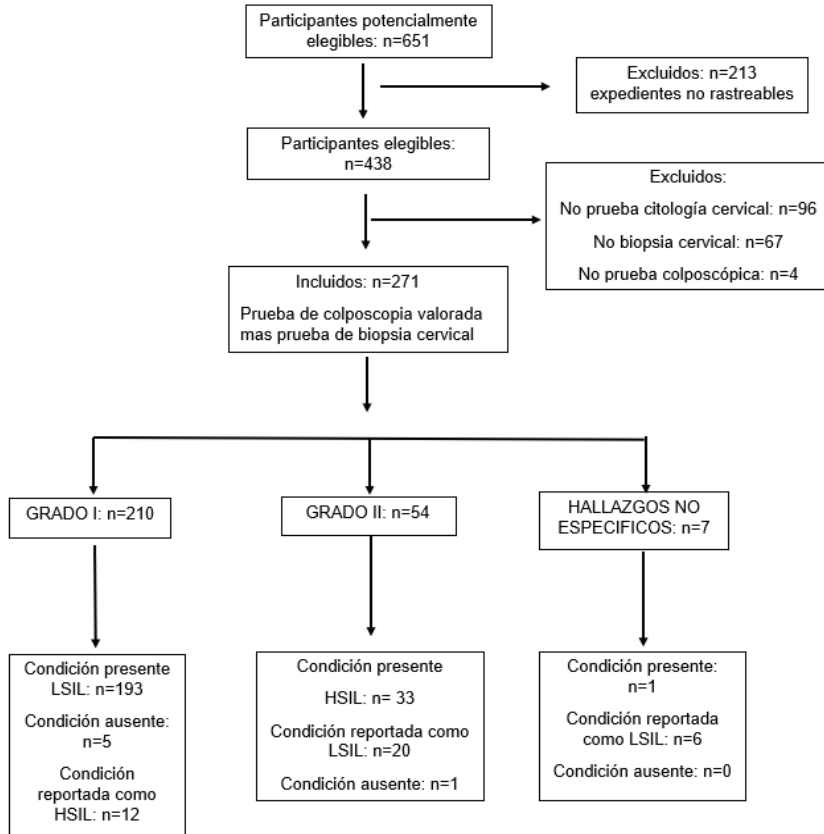 Participantes potencialmente
elegibles: n=651
Excluidos: n=213
expedientes no rastreables
Participantes elegibles:
n=438
Excluidos:
No prueba citología cervical: n=96
No biopsia cervical: n=67
No prueba colposcópica: n=4
Incluidos: n=271
Prueba de colposcopia valorada
mas prueba de biopsia cervical
GRADO I: n=210
GRADO II: n=54
HALLAZGOS NO
ESPECIFICOS: n=7
Condición presente
LSIL: n=193
Condición ausente:
n=5
Condición
reportada como
HSIL: n=12
Condición presente
HSIL: n= 33
Condición reportada como
LSIL: n=20
Condición ausente: n=1
Condición presente:
n=1
Condición reportada
como LSIL: n=6
Condición ausente: n=0